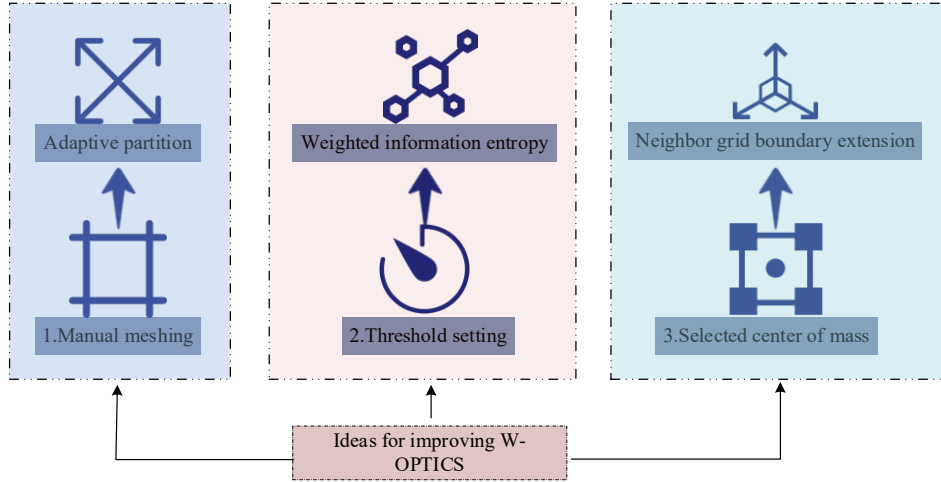 Adaptive partition
1.Manual meshing
Weighted information entropy
2.Threshold setting
Neighbor grid boundary extension
3.Selected center of mass
Ideas for improving W-
OPTICS